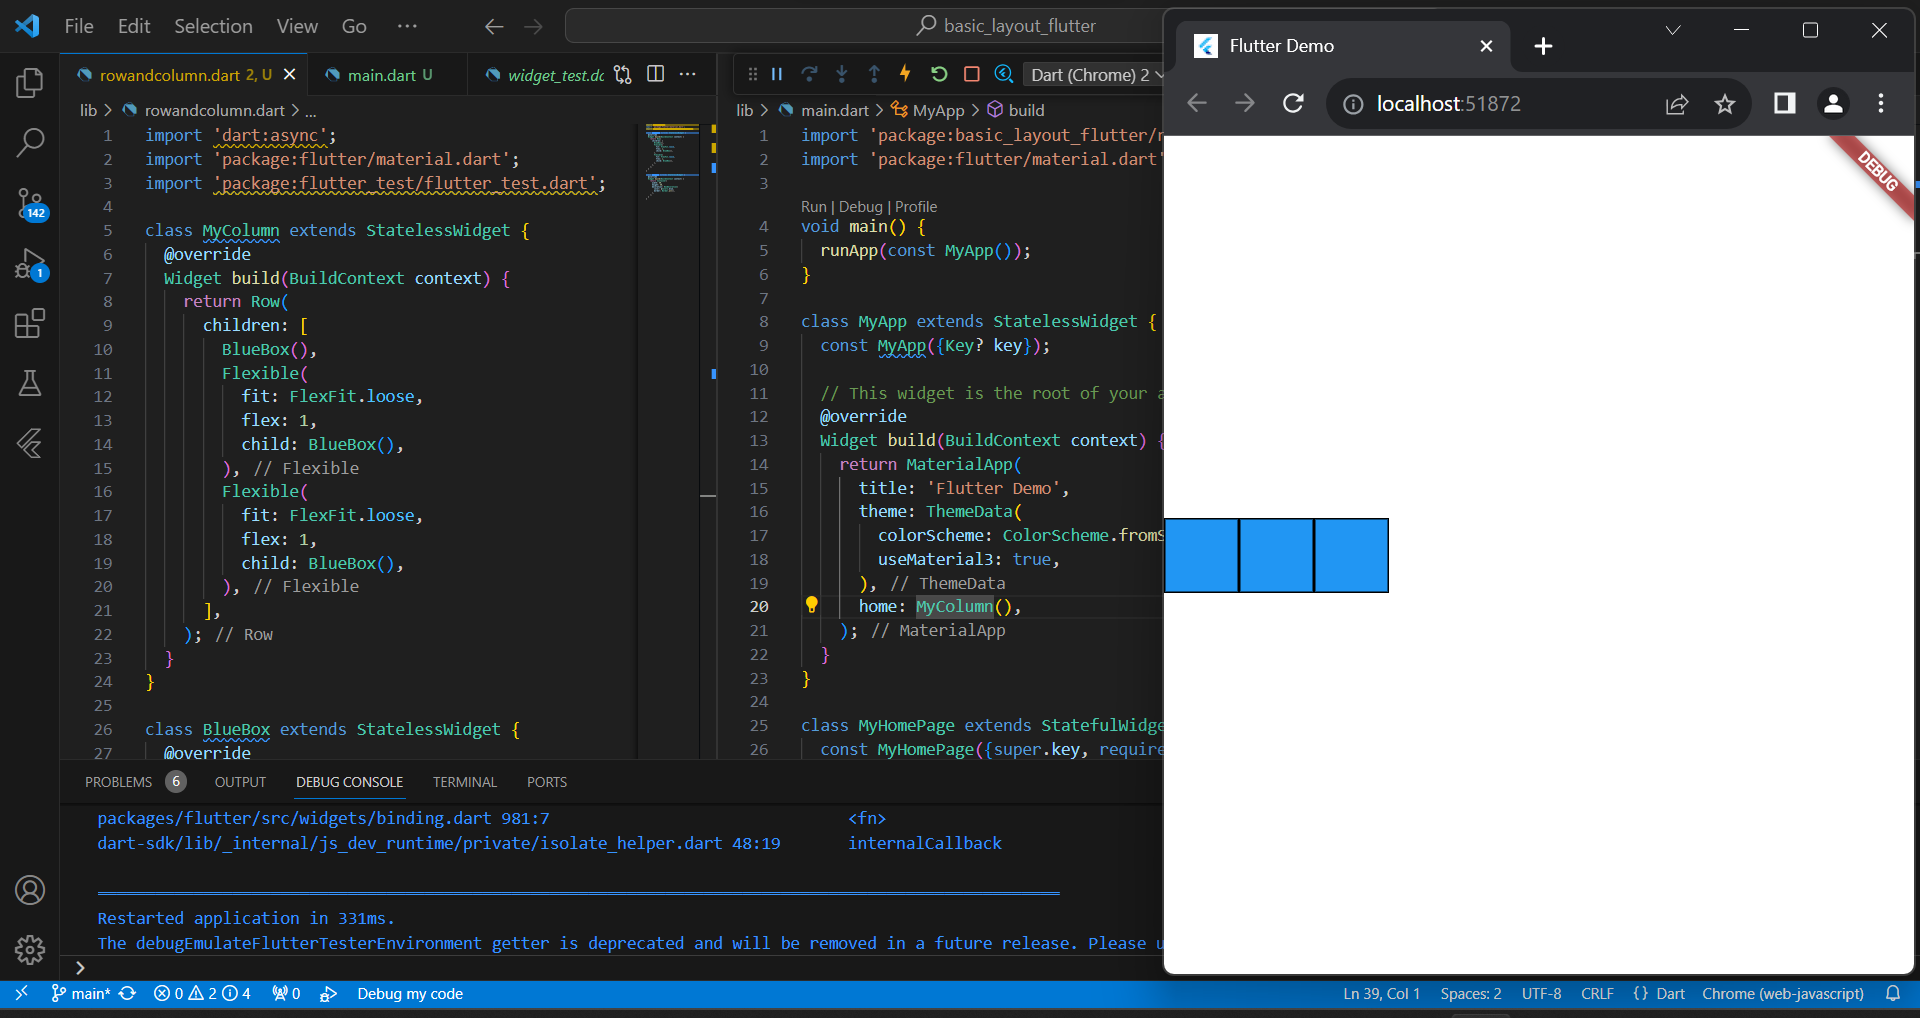 File Edit Selection View Go ··· basic_layout_flutter
rowandcolumn.dart 2, U main.dart U widget_test.dc ···
lib > rowandcolumn.dart > ...
1 import 'dart:async';
2 import 'package:flutter/material.dart';
3 import 'package:flutter_test/flutter_test.dart';
4
5 class MyColumn extends StatelessWidget {
6 @override
7 Widget build(BuildContext context) {
8 return Row(
9 children: [
10 BlueBox(),
11 Flexible(
12 fit: FlexFit.loose,
13 flex: 1,
14 child: BlueBox(),
15 ), // Flexible
16 Flexible(
17 fit: FlexFit.loose,
18 flex: 1,
19 child: BlueBox(),
20 ), // Flexible
21 ],
22 ); // Row
23 }
24 }
25
26 class BlueBox extends StatelessWidget {
27 @override
142
1
Dart (Chrome) 2
lib > main.dart > MyApp > build
1 import 'package:basic_layout_flutter/
2 import 'package:flutter/material.dart'
3
Run | Debug | Profile
4 void main() {
5 runApp(const MyApp());
6 }
7
8 class MyApp extends StatelessWidget {
9 const MyApp({Key? key});
10
11 // This widget is the root of your a
12 @override
13 Widget build(BuildContext context) {
14 return MaterialApp(
15 title: 'Flutter Demo',
16 theme: ThemeData(
17 colorScheme: ColorScheme.fromS
18 useMaterial3: true,
19 ), // ThemeData
20 home: MyColumn(),
21 ); // MaterialApp
22 }
23 }
24
25 class MyHomePage extends StatefulWidge
26 const MyHomePage({super.key, require
Flutter Demo
localhost:51872
DEBUG
PROBLEMS 6 OUTPUT DEBUG CONSOLE TERMINAL PORTS
packages/flutter/src/widgets/binding.dart 981:7 <fn>
dart-sdk/lib/_internal/js_dev_runtime/private/isolate_helper.dart 48:19 internalCallback
Restarted application in 331ms.
The debugEmulateFlutterTesterEnvironment getter is deprecated and will be removed in a future release. Please u
>
main* 0 2 4 0 Debug my code Ln 39, Col 1 Spaces: 2 UTF-8 CRLF {} Dart Chrome (web-javascript)